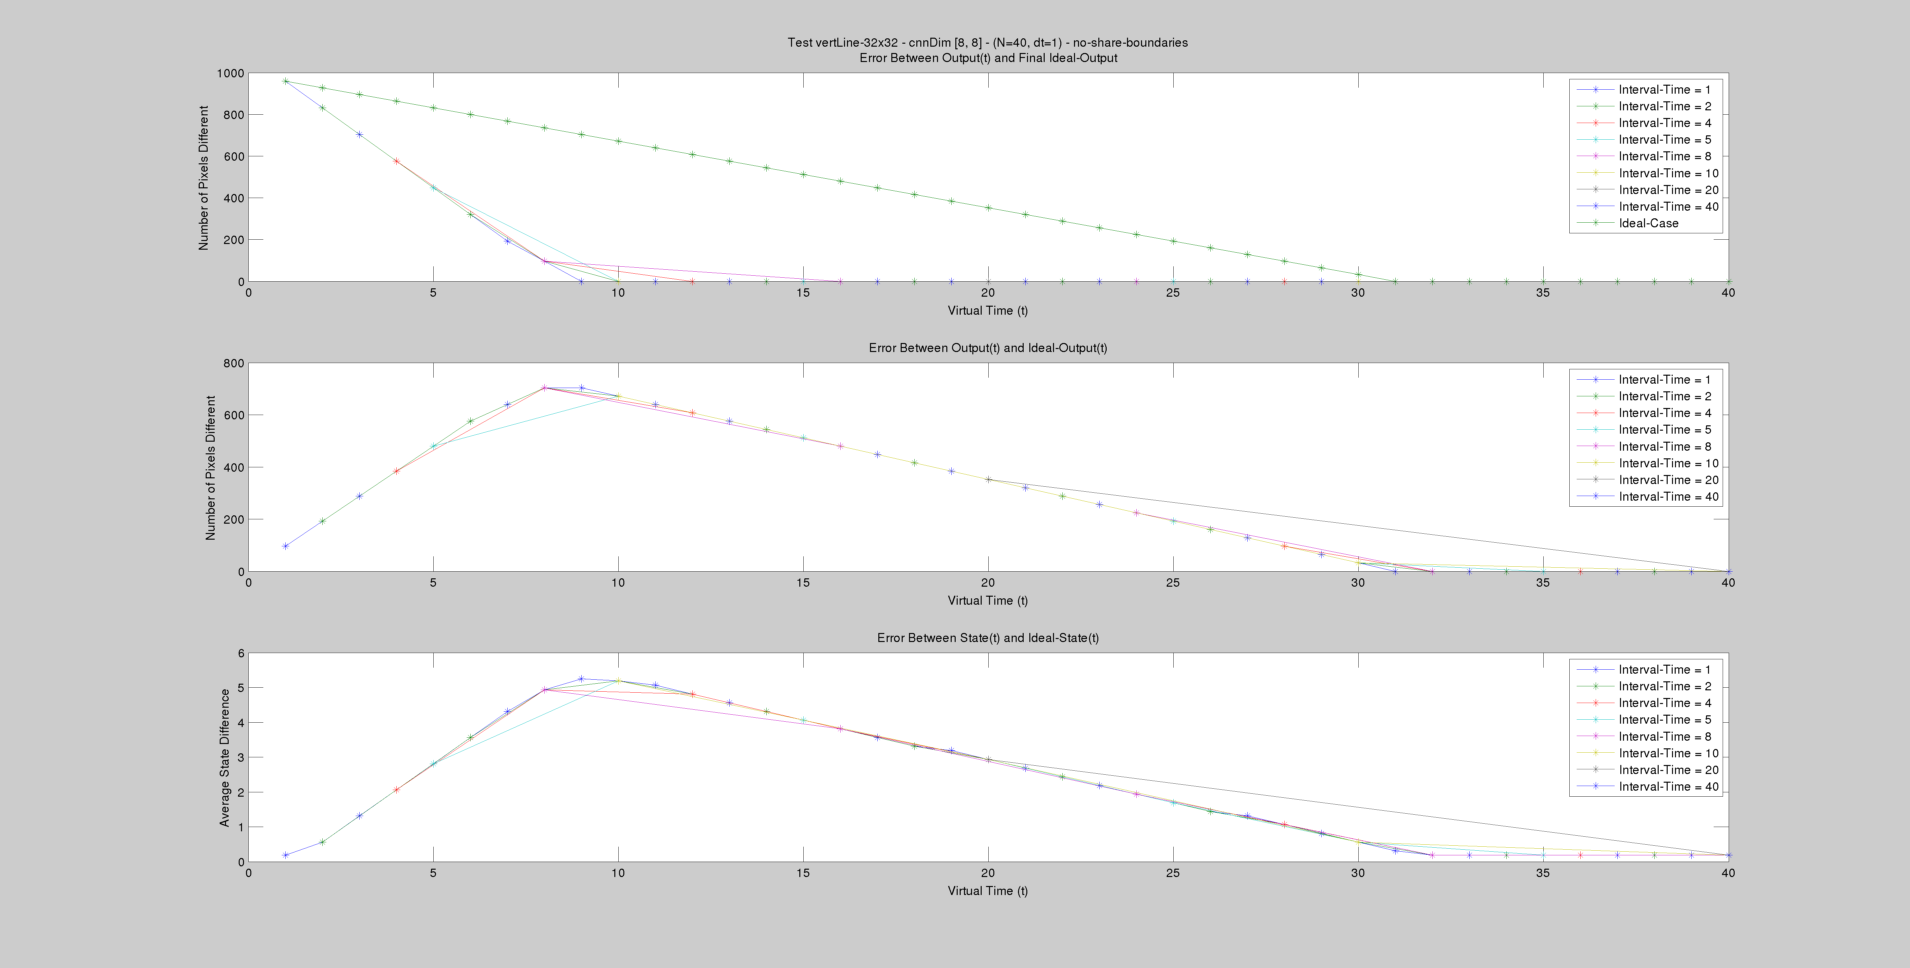 Test vertLine-32x32 - cnnDim [8, 8] - (N=40, dt=1) - no-share-boundaries
Error Between Output(t) and Final Ideal-Output
Number of Pixels Different
1000
800
600
400
200
0
0 5 10 15 20 25 30 35 40
Virtual Time (t)
Interval-Time = 1
Interval-Time = 2
Interval-Time = 4
Interval-Time = 5
Interval-Time = 8
Interval-Time = 10
Interval-Time = 20
Interval-Time = 40
Ideal-Case
Error Between Output(t) and Ideal-Output(t)
Number of Pixels Different
800
600
400
200
0
0 5 10 15 20 25 30 35 40
Virtual Time (t)
Interval-Time = 1
Interval-Time = 2
Interval-Time = 4
Interval-Time = 5
Interval-Time = 8
Interval-Time = 10
Interval-Time = 20
Interval-Time = 40
Error Between State(t) and Ideal-State(t)
Average State Difference
6
5
4
3
2
1
0
0 5 10 15 20 25 30 35 40
Virtual Time (t)
Interval-Time = 1
Interval-Time = 2
Interval-Time = 4
Interval-Time = 5
Interval-Time = 8
Interval-Time = 10
Interval-Time = 20
Interval-Time = 40